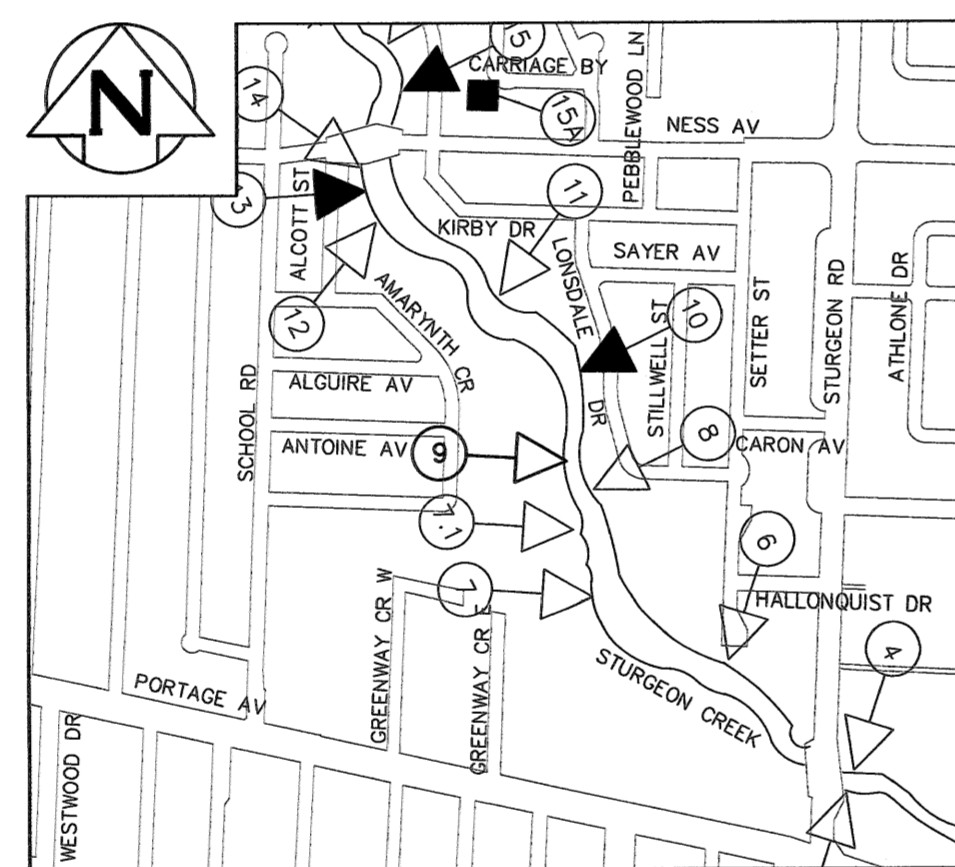 N
15
CARRIAGE BY
14
15A
PEBBLEWOOD LN
NESS AV
13
ALCOTT ST
11
KIRBY DR
LONSDALE DR
SAYER AV
12
AMARYNTH CR
10
STILLWELL ST
SETTER ST
STURGEON RD
ATHLONE DR
SCHOOL RD
ALGUIRE AV
ANTOINE AV
9
8
CARON AV
7.1
6
7
HALLONQUIST DR
GREENWAY CR W
GREENWAY CR E
4
STURGEON CREEK
PORTAGE AV
WESTWOOD DR